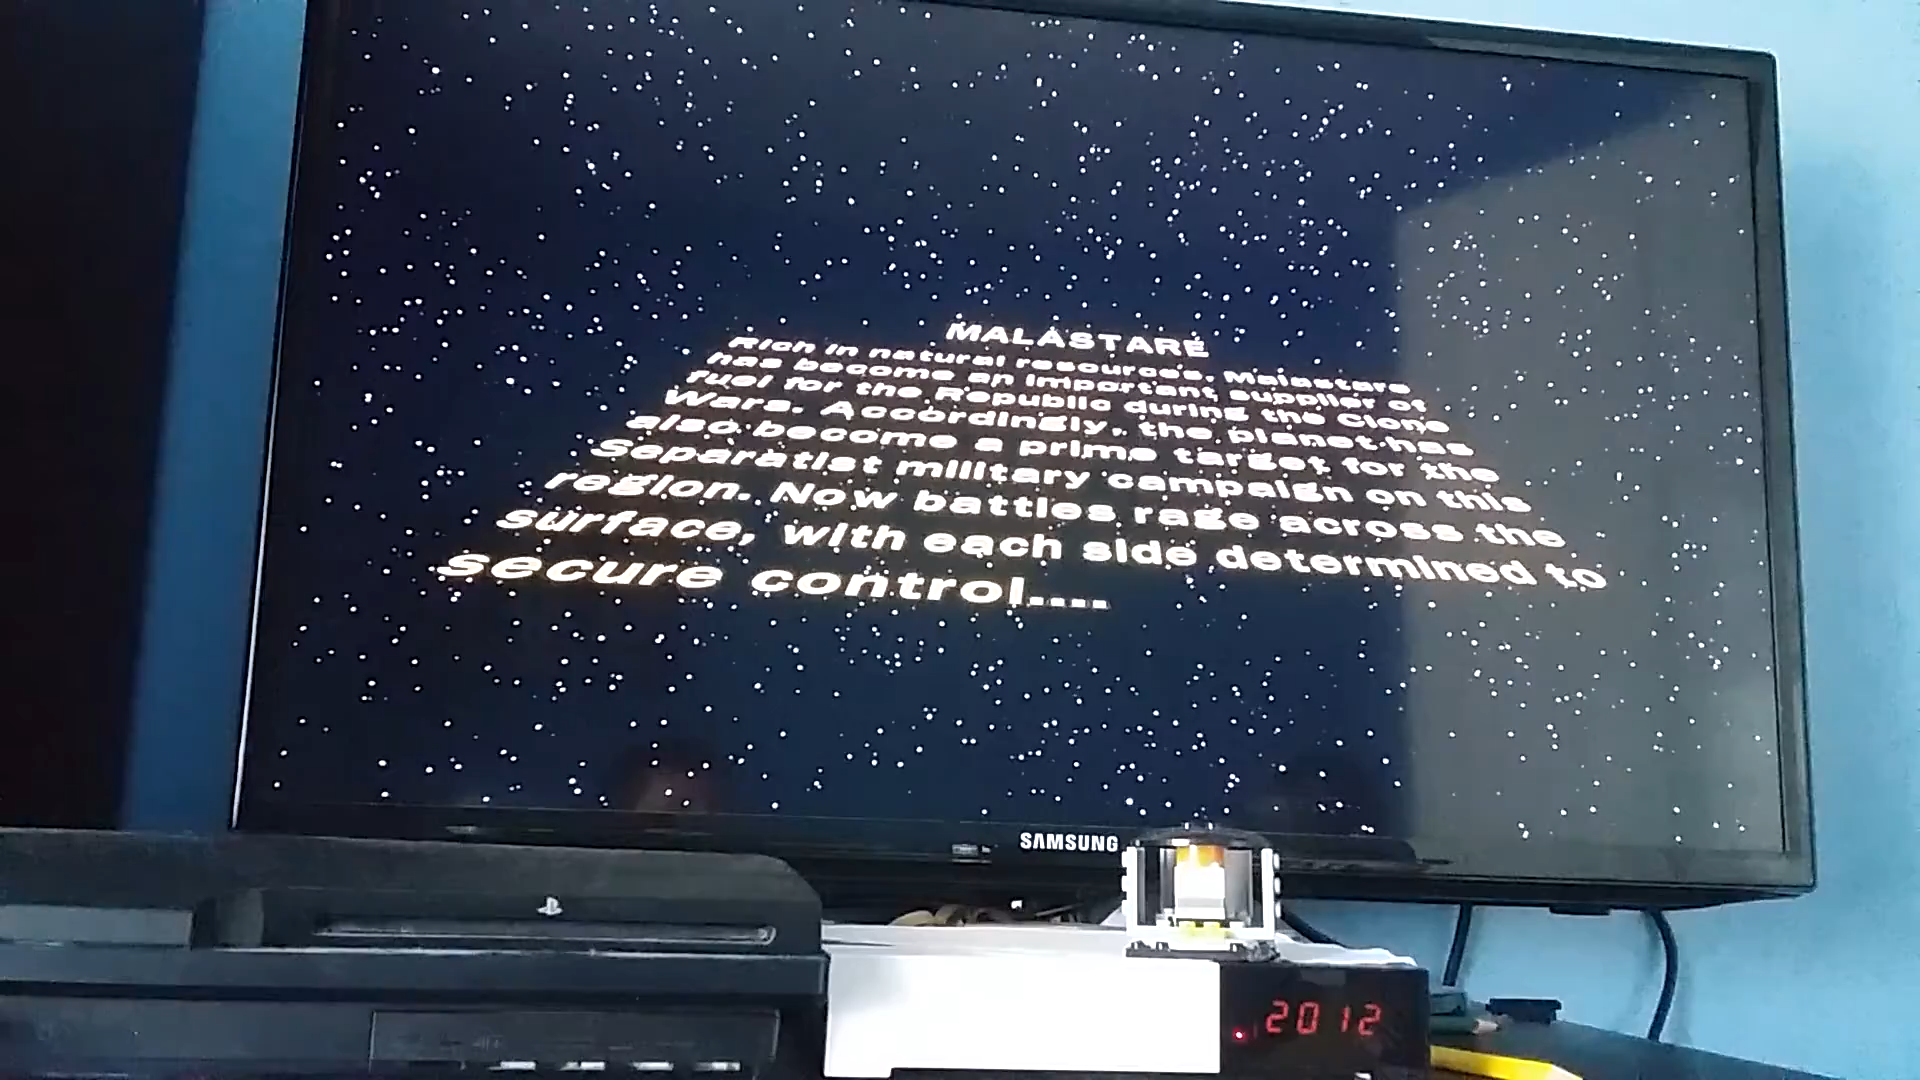 MALASTARE
Rich in natural resources, Malastare
has become an important supplier of
fuel for the Republic during the Clone
Wars. Accordingly, the planet has
also become a prime target for the
Separatist military campaign on this
region. Now battles rage across the
surface, with each side determined to
secure control....
SAMSUNG
2012